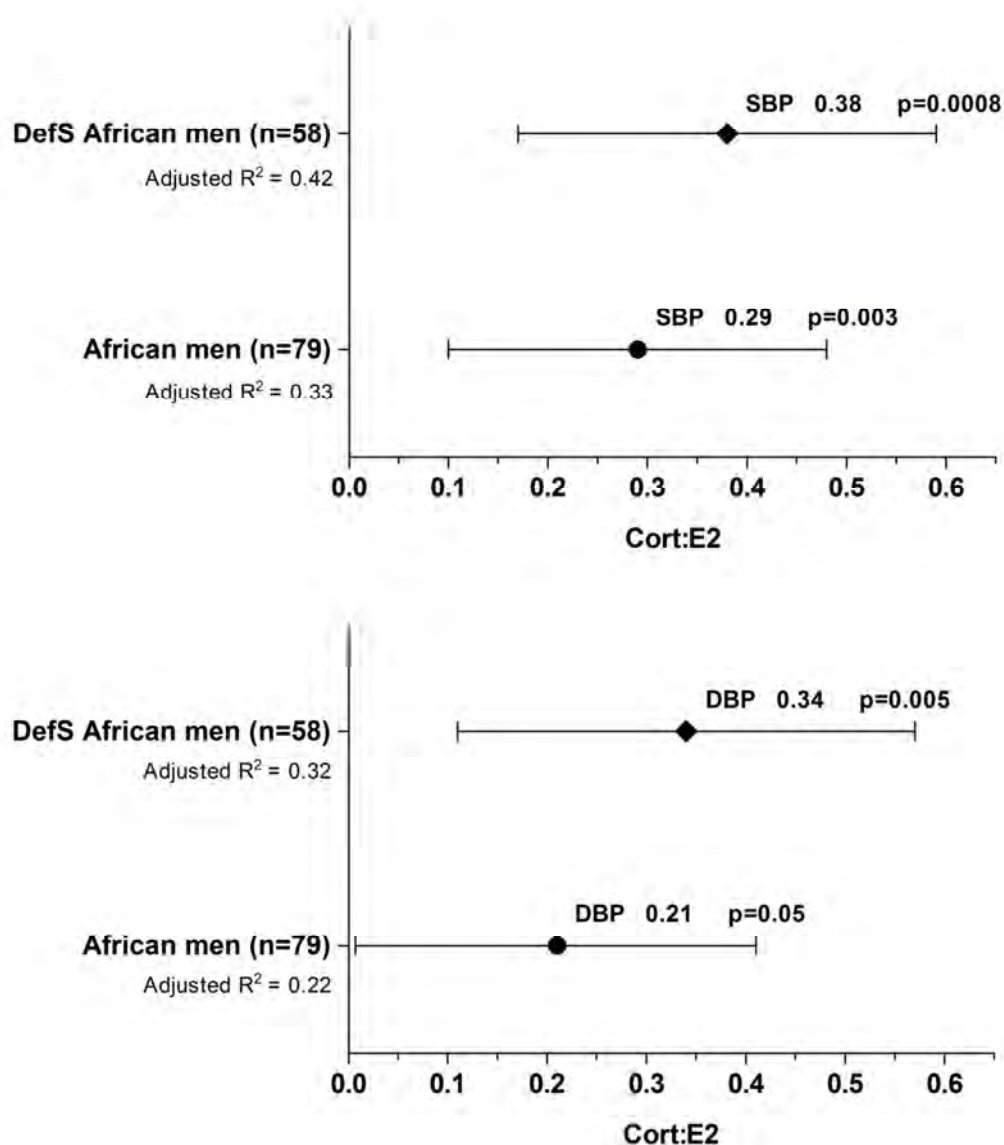 SBP 0.38 p=0.0008
DefS African men (n=58)
Adjusted R² = 0.42
SBP 0.29 p=0.003
African men (n=79)
Adjusted R² = 0.33
0.0 0.1 0.2 0.3 0.4 0.5 0.6
Cort:E2
DBP 0.34 p=0.005
DefS African men (n=58)
Adjusted R² = 0.32
DBP 0.21 p=0.05
African men (n=79)
Adjusted R² = 0.22
0.0 0.1 0.2 0.3 0.4 0.5 0.6
Cort:E2